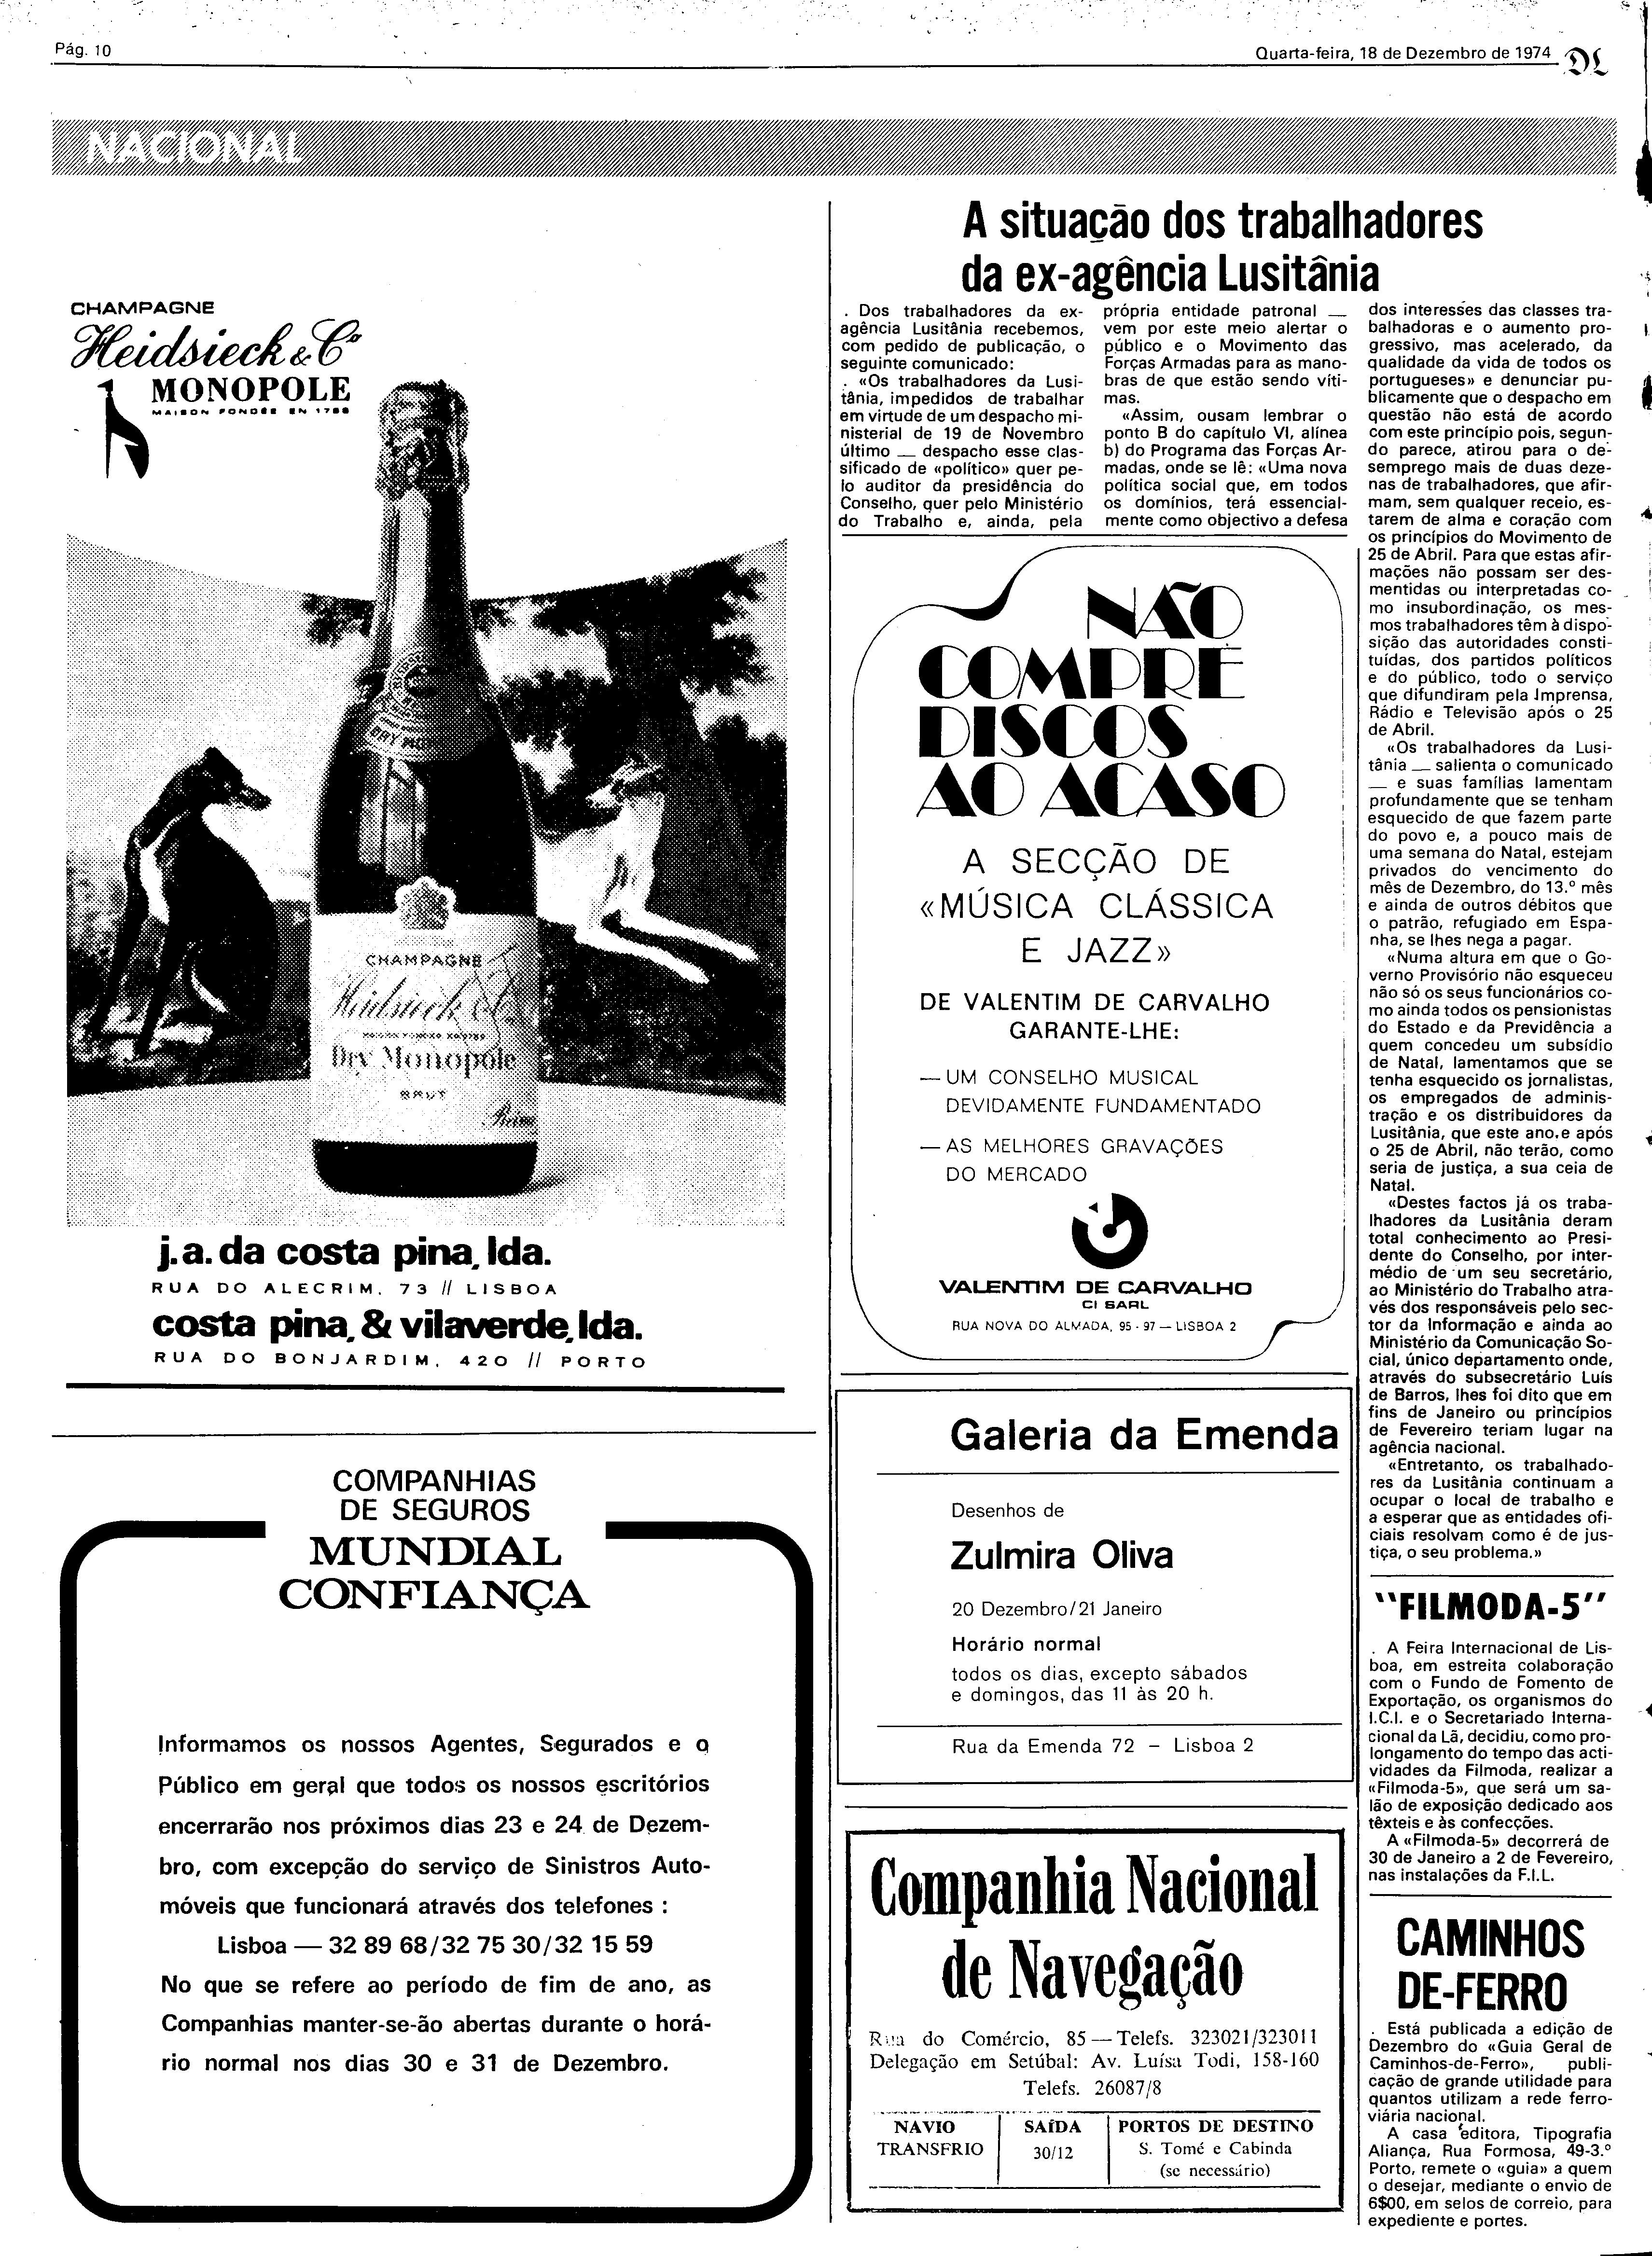 Pág. 10
Quarta-feira, 18 de Dezembro de 1974
DL
NACIONAL
CHAMPAGNE
Heidsieck & Cº
MONOPOLE
MAISON FONDÉE EN 1785
CHAMPAGNE
Heidsieck & Cº
Dry Monopole
BRUT
Reims
j.a. da costa pina, lda.
RUA DO ALECRIM, 73 // LISBOA
costa pina, & vilaverde, lda.
RUA DO BONJARDIM, 420 // PORTO
COMPANHIAS
DE SEGUROS
MUNDIAL
CONFIANÇA
Informamos os nossos Agentes, Segurados e o
Público em geral que todos os nossos escritórios
encerrarão nos próximos dias 23 e 24 de Dezem-
bro, com excepção do serviço de Sinistros Auto-
móveis que funcionará através dos telefones :
Lisboa — 32 89 68/32 75 30/32 15 59
No que se refere ao período de fim de ano, as
Companhias manter-se-ão abertas durante o horá-
rio normal nos dias 30 e 31 de Dezembro.
A situação dos trabalhadores
da ex-agência Lusitânia
. Dos trabalhadores da ex-
agência Lusitânia recebemos,
com pedido de publicação, o
seguinte comunicado:
. «Os trabalhadores da Lusi-
tânia, impedidos de trabalhar
em virtude de um despacho mi-
nisterial de 19 de Novembro
último — despacho esse clas-
sificado de «político» quer pe-
lo auditor da presidência do
Conselho, quer pelo Ministério
do Trabalho e, ainda, pela
própria entidade patronal —
vem por este meio alertar o
público e o Movimento das
Forças Armadas para as mano-
bras de que estão sendo víti-
mas.
«Assim, ousam lembrar o
ponto B do capítulo VI, alínea
b) do Programa das Forças Ar-
madas, onde se lê: «Uma nova
política social que, em todos
os domínios, terá essencial-
mente como objectivo a defesa
dos interesses das classes tra-
balhadoras e o aumento pro-
gressivo, mas acelerado, da
qualidade da vida de todos os
portugueses» e denunciar pu-
blicamente que o despacho em
questão não está de acordo
com este princípio pois, segun-
do parece, atirou para o de-
semprego mais de duas deze-
nas de trabalhadores, que afir-
mam, sem qualquer receio, es-
tarem de alma e coração com
os princípios do Movimento de
25 de Abril. Para que estas afir-
mações não possam ser des-
mentidas ou interpretadas co-
mo insubordinação, os mes-
mos trabalhadores têm à dispo-
sição das autoridades consti-
tuídas, dos partidos políticos
e do público, todo o serviço
que difundiram pela Imprensa,
Rádio e Televisão após o 25
de Abril.
«Os trabalhadores da Lusi-
tânia — salienta o comunicado
— e suas famílias lamentam
profundamente que se tenham
esquecido de que fazem parte
do povo e, a pouco mais de
uma semana do Natal, estejam
privados do vencimento do
mês de Dezembro, do 13.º mês
e ainda de outros débitos que
o patrão, refugiado em Espa-
nha, se lhes nega a pagar.
«Numa altura em que o Go-
verno Provisório não esqueceu
não só os seus funcionários co-
mo ainda todos os pensionistas
do Estado e da Previdência a
quem concedeu um subsídio
de Natal, lamentamos que se
tenha esquecido os jornalistas,
os empregados de adminis-
tração e os distribuidores da
Lusitânia, que este ano.e após
o 25 de Abril, não terão, como
seria de justiça, a sua ceia de
Natal.
«Destes factos já os traba-
lhadores da Lusitânia deram
total conhecimento ao Presi-
dente do Conselho, por inter-
médio de um seu secretário,
ao Ministério do Trabalho atra-
vés dos responsáveis pelo sec-
tor da Informação e ainda ao
Ministério da Comunicação So-
cial, único departamento onde,
através do subsecretário Luís
de Barros, lhes foi dito que em
fins de Janeiro ou princípios
de Fevereiro teriam lugar na
agência nacional.
«Entretanto, os trabalhado-
res da Lusitânia continuam a
ocupar o local de trabalho e
a esperar que as entidades ofi-
ciais resolvam como é de jus-
tiça, o seu problema.»
NÃO
COMPRE
DISCOS
AO ACASO
A SECÇÃO DE
«MÚSICA CLÁSSICA
E JAZZ»
DE VALENTIM DE CARVALHO
GARANTE-LHE:
— UM CONSELHO MUSICAL
DEVIDAMENTE FUNDAMENTADO
— AS MELHORES GRAVAÇÕES
DO MERCADO
VALENTIM DE CARVALHO
CI SARL
RUA NOVA DO ALMADA, 95 - 97 — LISBOA 2
Galeria da Emenda
Desenhos de
Zulmira Oliva
20 Dezembro/21 Janeiro
Horário normal
todos os dias, excepto sábados
e domingos, das 11 às 20 h.
Rua da Emenda 72 – Lisboa 2
Companhia Nacional
de Navegação
Rua do Comércio, 85 — Telefs. 323021/323011
Delegação em Setúbal: Av. Luísa Todi, 158-160
Telefs. 26087/8
NAVIO SAÍDA PORTOS DE DESTINO
TRANSFRIO 30/12 S. Tomé e Cabinda
(se necessário)
"FILMODA-5"
. A Feira Internacional de Lis-
boa, em estreita colaboração
com o Fundo de Fomento de
Exportação, os organismos do
I.C.I. e o Secretariado Interna-
cional da Lã, decidiu, como pro-
longamento do tempo das acti-
vidades da Filmoda, realizar a
«Filmoda-5», que será um sa-
lão de exposição dedicado aos
têxteis e às confecções.
A «Filmoda-5» decorrerá de
30 de Janeiro a 2 de Fevereiro,
nas instalações da F.I.L.
CAMINHOS
DE-FERRO
. Está publicada a edição de
Dezembro do «Guia Geral de
Caminhos-de-Ferro», publi-
cação de grande utilidade para
quantos utilizam a rede ferro-
viária nacional.
A casa editora, Tipografia
Aliança, Rua Formosa, 49-3.º
Porto, remete o «guia» a quem
o desejar, mediante o envio de
6$00, em selos de correio, para
expediente e portes.